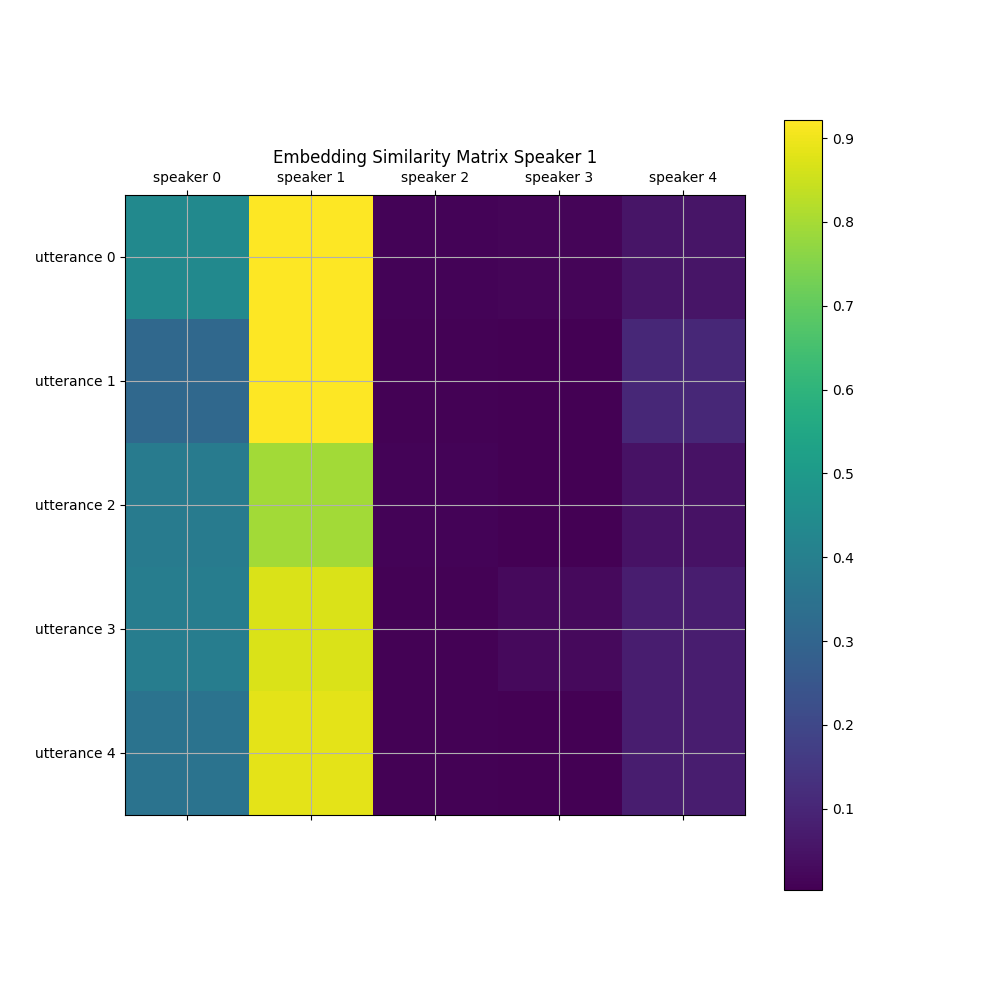 Embedding Similarity Matrix Speaker 1
speaker 0 speaker 1 speaker 2 speaker 3 speaker 4
utterance 0
utterance 1
utterance 2
utterance 3
utterance 4
0.9
0.8
0.7
0.6
0.5
0.4
0.3
0.2
0.1